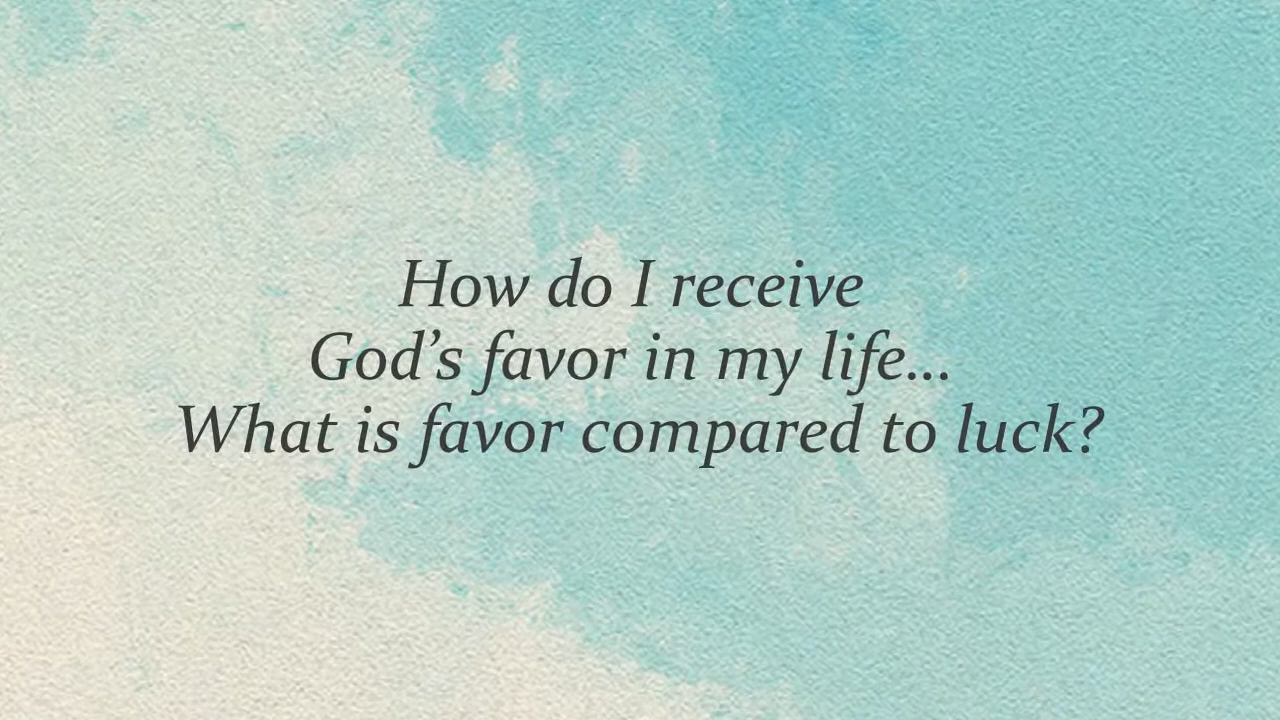 How do I receive
God’s favor in my life...
What is favor compared to luck?